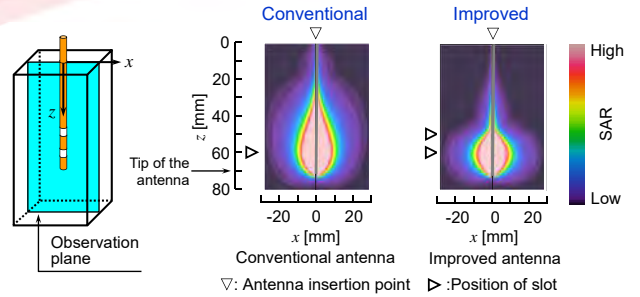 Conventional
Improved
x
z
Observation
plane
Tip of the
antenna
z [mm]
0
20
40
60
80
-20 0 20
x [mm]
Conventional antenna
-20 0 20
x [mm]
Improved antenna
High
SAR
Low
▽: Antenna insertion point ▷:Position of slot